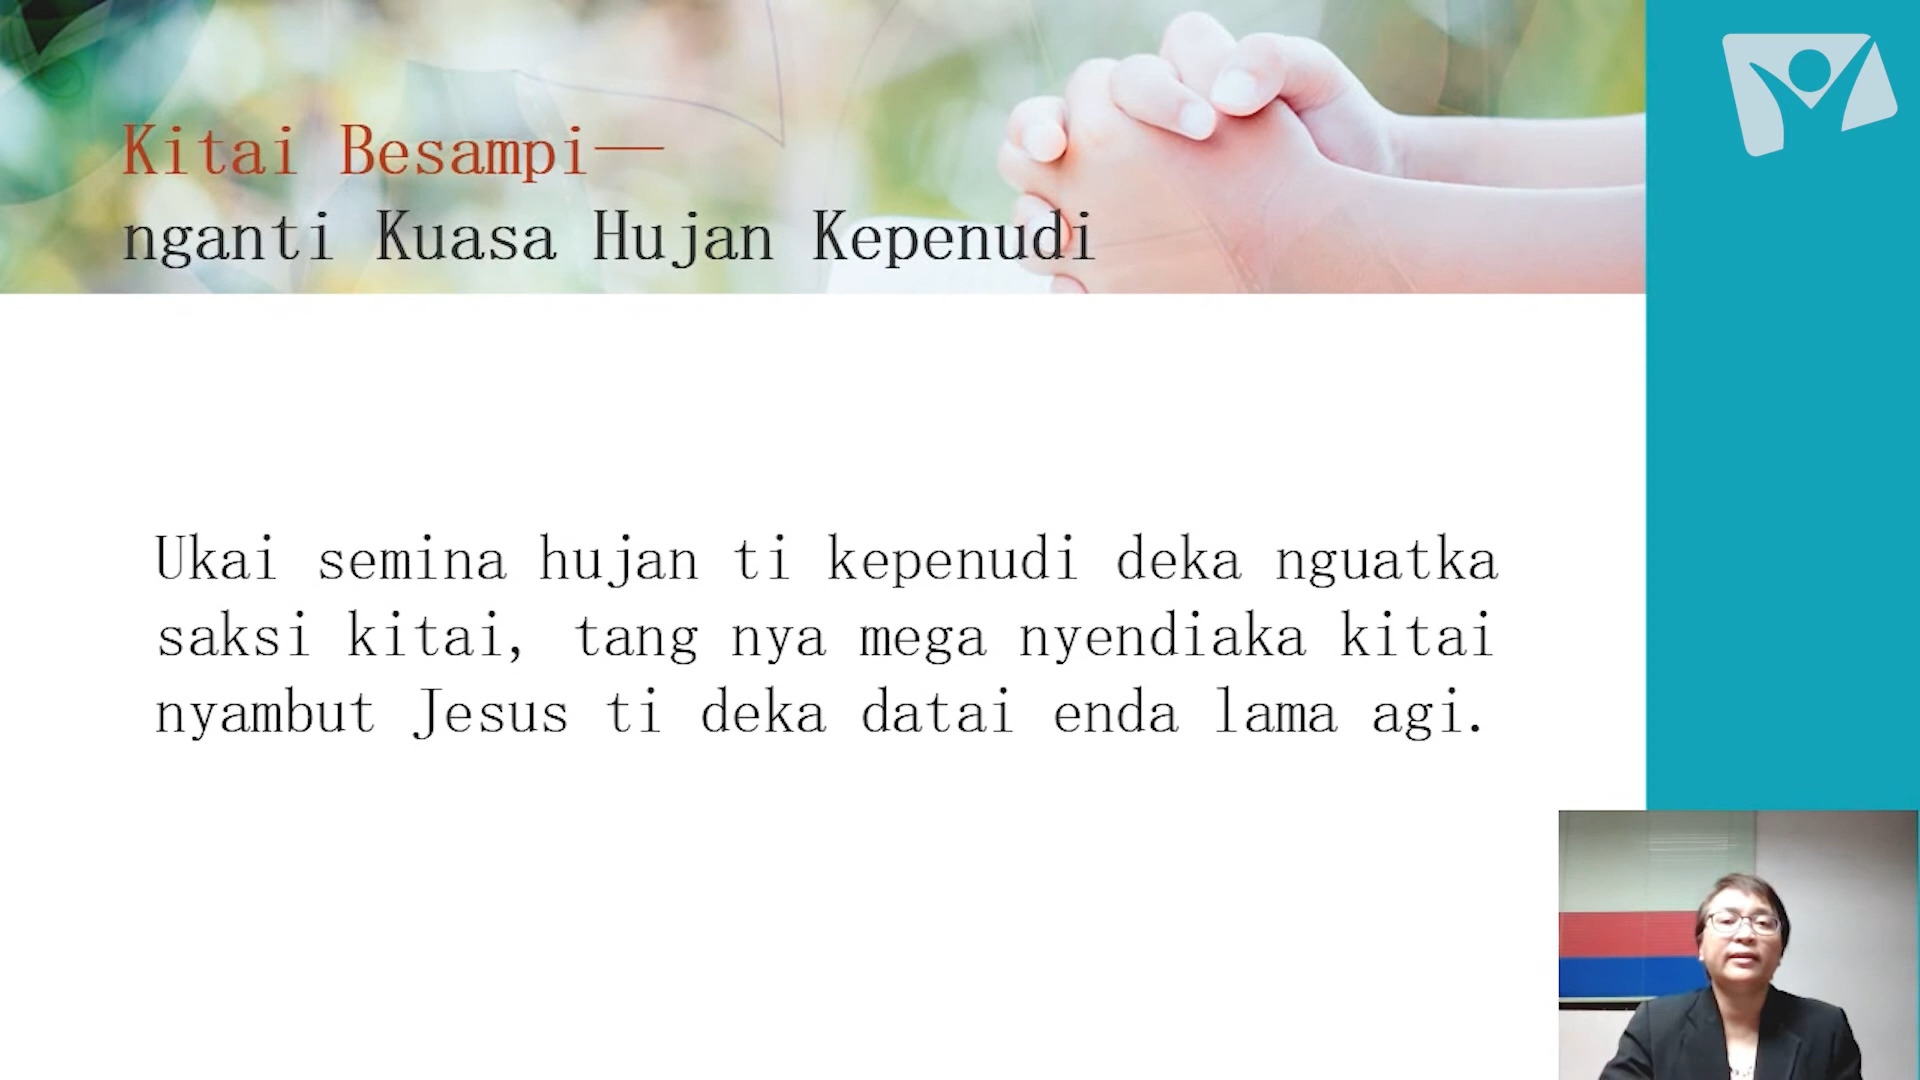 Kitai Besampi—
nganti Kuasa Hujan Kepenudi
Ukai semina hujan ti kepenudi deka nguatka
saksi kitai, tang nya mega nyendiaka kitai
nyambut Jesus ti deka datai enda lama agi.